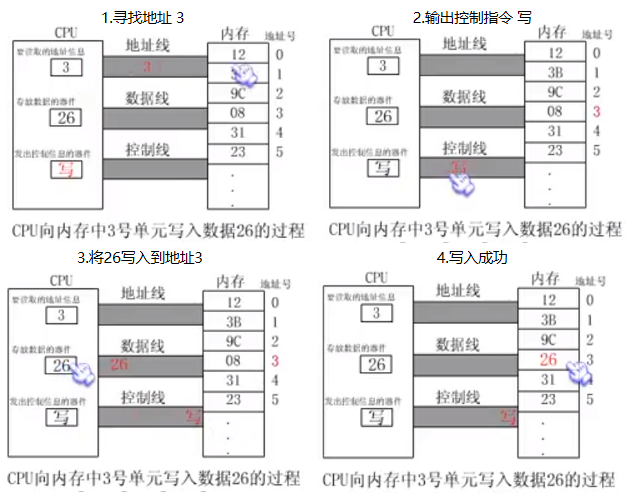 1.寻找地址 3
CPU
内存
地址号
要读取的地址信息
地址线
12
0
3
3
1
存放数据的器件
数据线
9C
2
26
08
3
31
4
发出控制信息的器件
控制线
23
5
写
CPU向内存中3号单元写入数据26的过程
2.输出控制指令 写
CPU
内存
地址号
要读取的地址信息
地址线
12
0
3
3B
1
存放数据的器件
数据线
9C
2
26
08
3
31
4
发出控制信息的器件
控制线
23
5
写
写
CPU向内存中3号单元写入数据26的过程
3.将26写入到地址3
CPU
内存
地址号
要读取的地址信息
地址线
12
0
3
3B
1
存放数据的器件
数据线
9C
2
26
26
08
3
31
4
发出控制信息的器件
控制线
23
5
写
写
CPU向内存中3号单元写入数据26的过程
4.写入成功
CPU
内存
地址号
要读取的地址信息
地址线
12
0
3
3B
1
存放数据的器件
数据线
9C
2
26
26
3
31
4
发出控制信息的器件
控制线
23
5
写
写
CPU向内存中3号单元写入数据26的过程